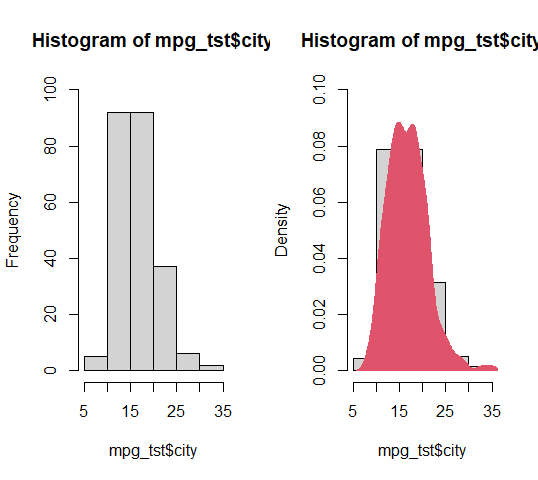 Histogram of mpg_tst$city
Frequency
0 20 40 60 80 100
5 15 25 35
mpg_tst$city
Histogram of mpg_tst$city
Density
0.00 0.02 0.04 0.06 0.08 0.10
5 15 25 35
mpg_tst$city